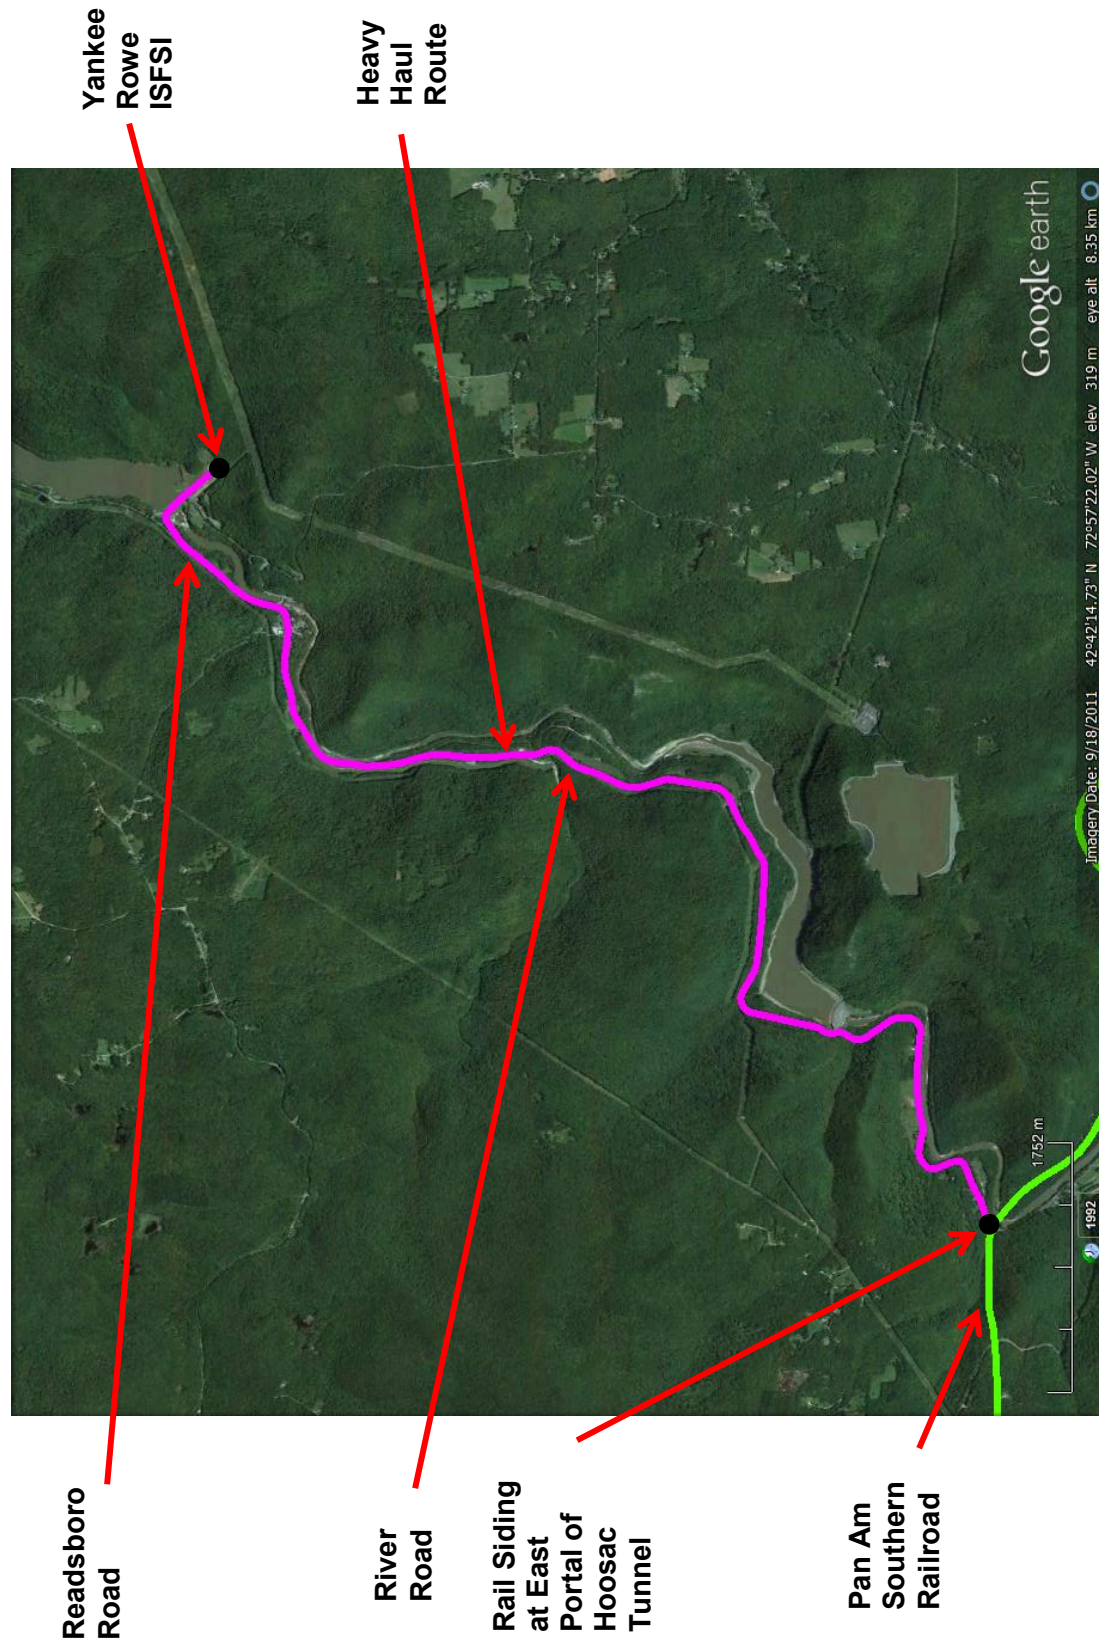 Yankee
Rowe
ISFSI
Heavy
Haul
Route
Readsboro
Road
River
Road
Rail Siding
at East
Portal of
Hoosac
Tunnel
Pan Am
Southern
Railroad
Google earth
1752 m
1992
Imagery Date: 9/18/2011 42°42'14.73" N 72°57'22.02" W elev 319 m eye alt 8.35 km